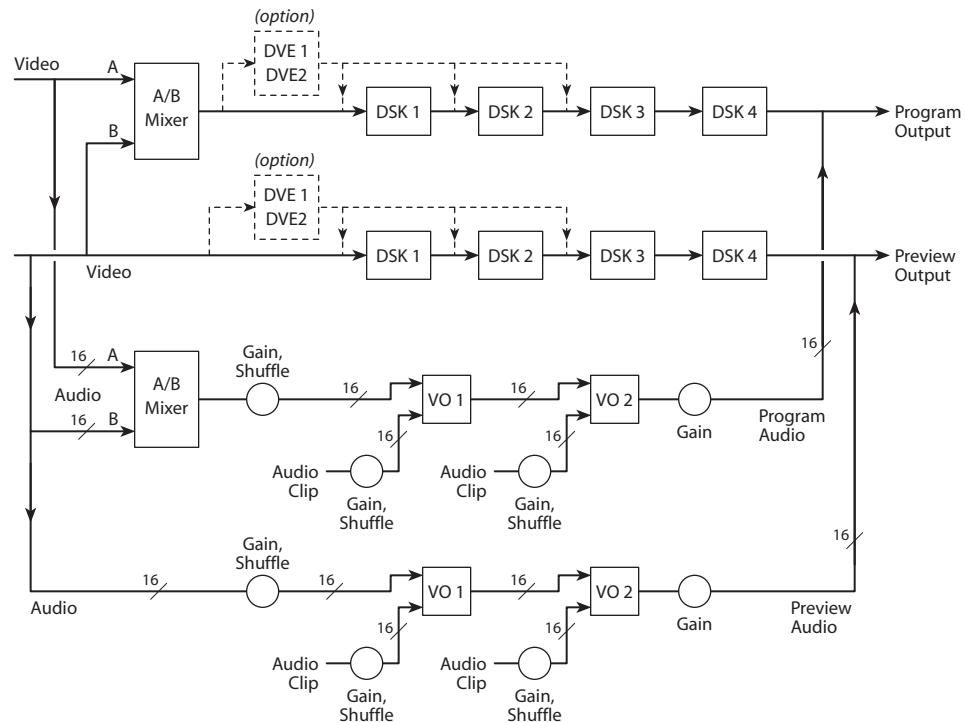 (option)
Video
A
DVE 1
DVE2
A/B
Mixer
B
DSK 1
DSK 2
DSK 3
DSK 4
Program
Output
(option)
DVE 1
DVE2
Video
DSK 1
DSK 2
DSK 3
DSK 4
Preview
Output
16
A
Audio
16
B
A/B
Mixer
Gain,
Shuffle
16
VO 1
16
VO 2
Gain
16
Program
Audio
16
Audio
Clip
Gain,
Shuffle
16
Audio
Clip
Gain,
Shuffle
Audio
16
Gain,
Shuffle
16
VO 1
16
VO 2
Gain
16
Preview
Audio
16
Audio
Clip
Gain,
Shuffle
16
Audio
Clip
Gain,
Shuffle